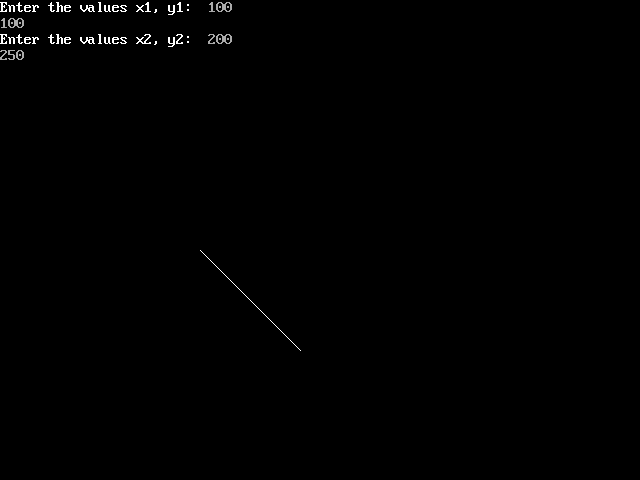 Enter the values x1, y1:  100
100
Enter the values x2, y2:  200
250